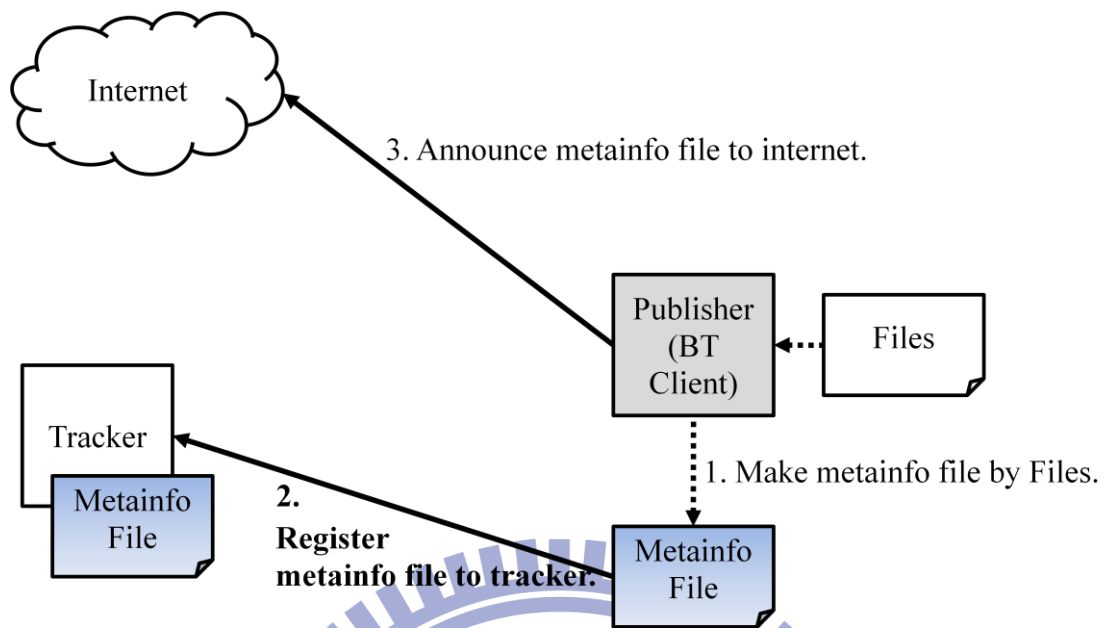 Internet
3. Announce metainfo file to internet.
Publisher
(BT
Client)
Files
Tracker
Metainfo
File
1. Make metainfo file by Files.
2.
Register
metainfo file to tracker.
Metainfo
File